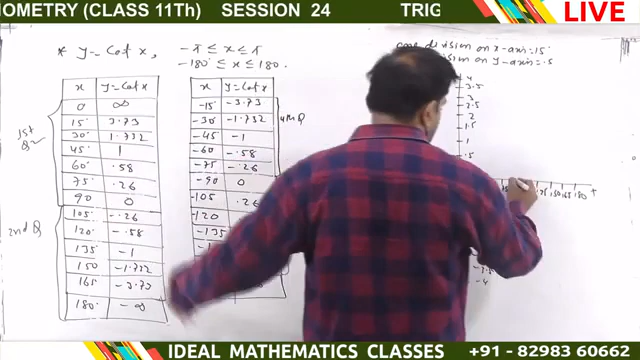 OMETRY (CLASS 11Th) SESSION 24 TRIG
LIVE
* y = Cot x, -π ≤ x ≤ π
-180° ≤ x ≤ 180.
division on x-axis = 15°
division on y-axis = .5
x y=Cot x
0 ∞
15° 3.73
30° 1.732
45° 1
60° .58
75° .26
90 0
105° -.26
120° -.58
135 -1
150 -1.732
165 -3.73
180° -∞
1st Q
2nd Q
x y=Cot x
-15° -3.73
-30° -1.732
-45 -1
-60 -.58
-75 -.26
-90 0
-105 .26
-120
-135
4th Q
4
3.5
3
2.5
2
1.5
1
.5
150 165 180 +
-3.5
-4
IDEAL MATHEMATICS CLASSES +91 - 82983 60662